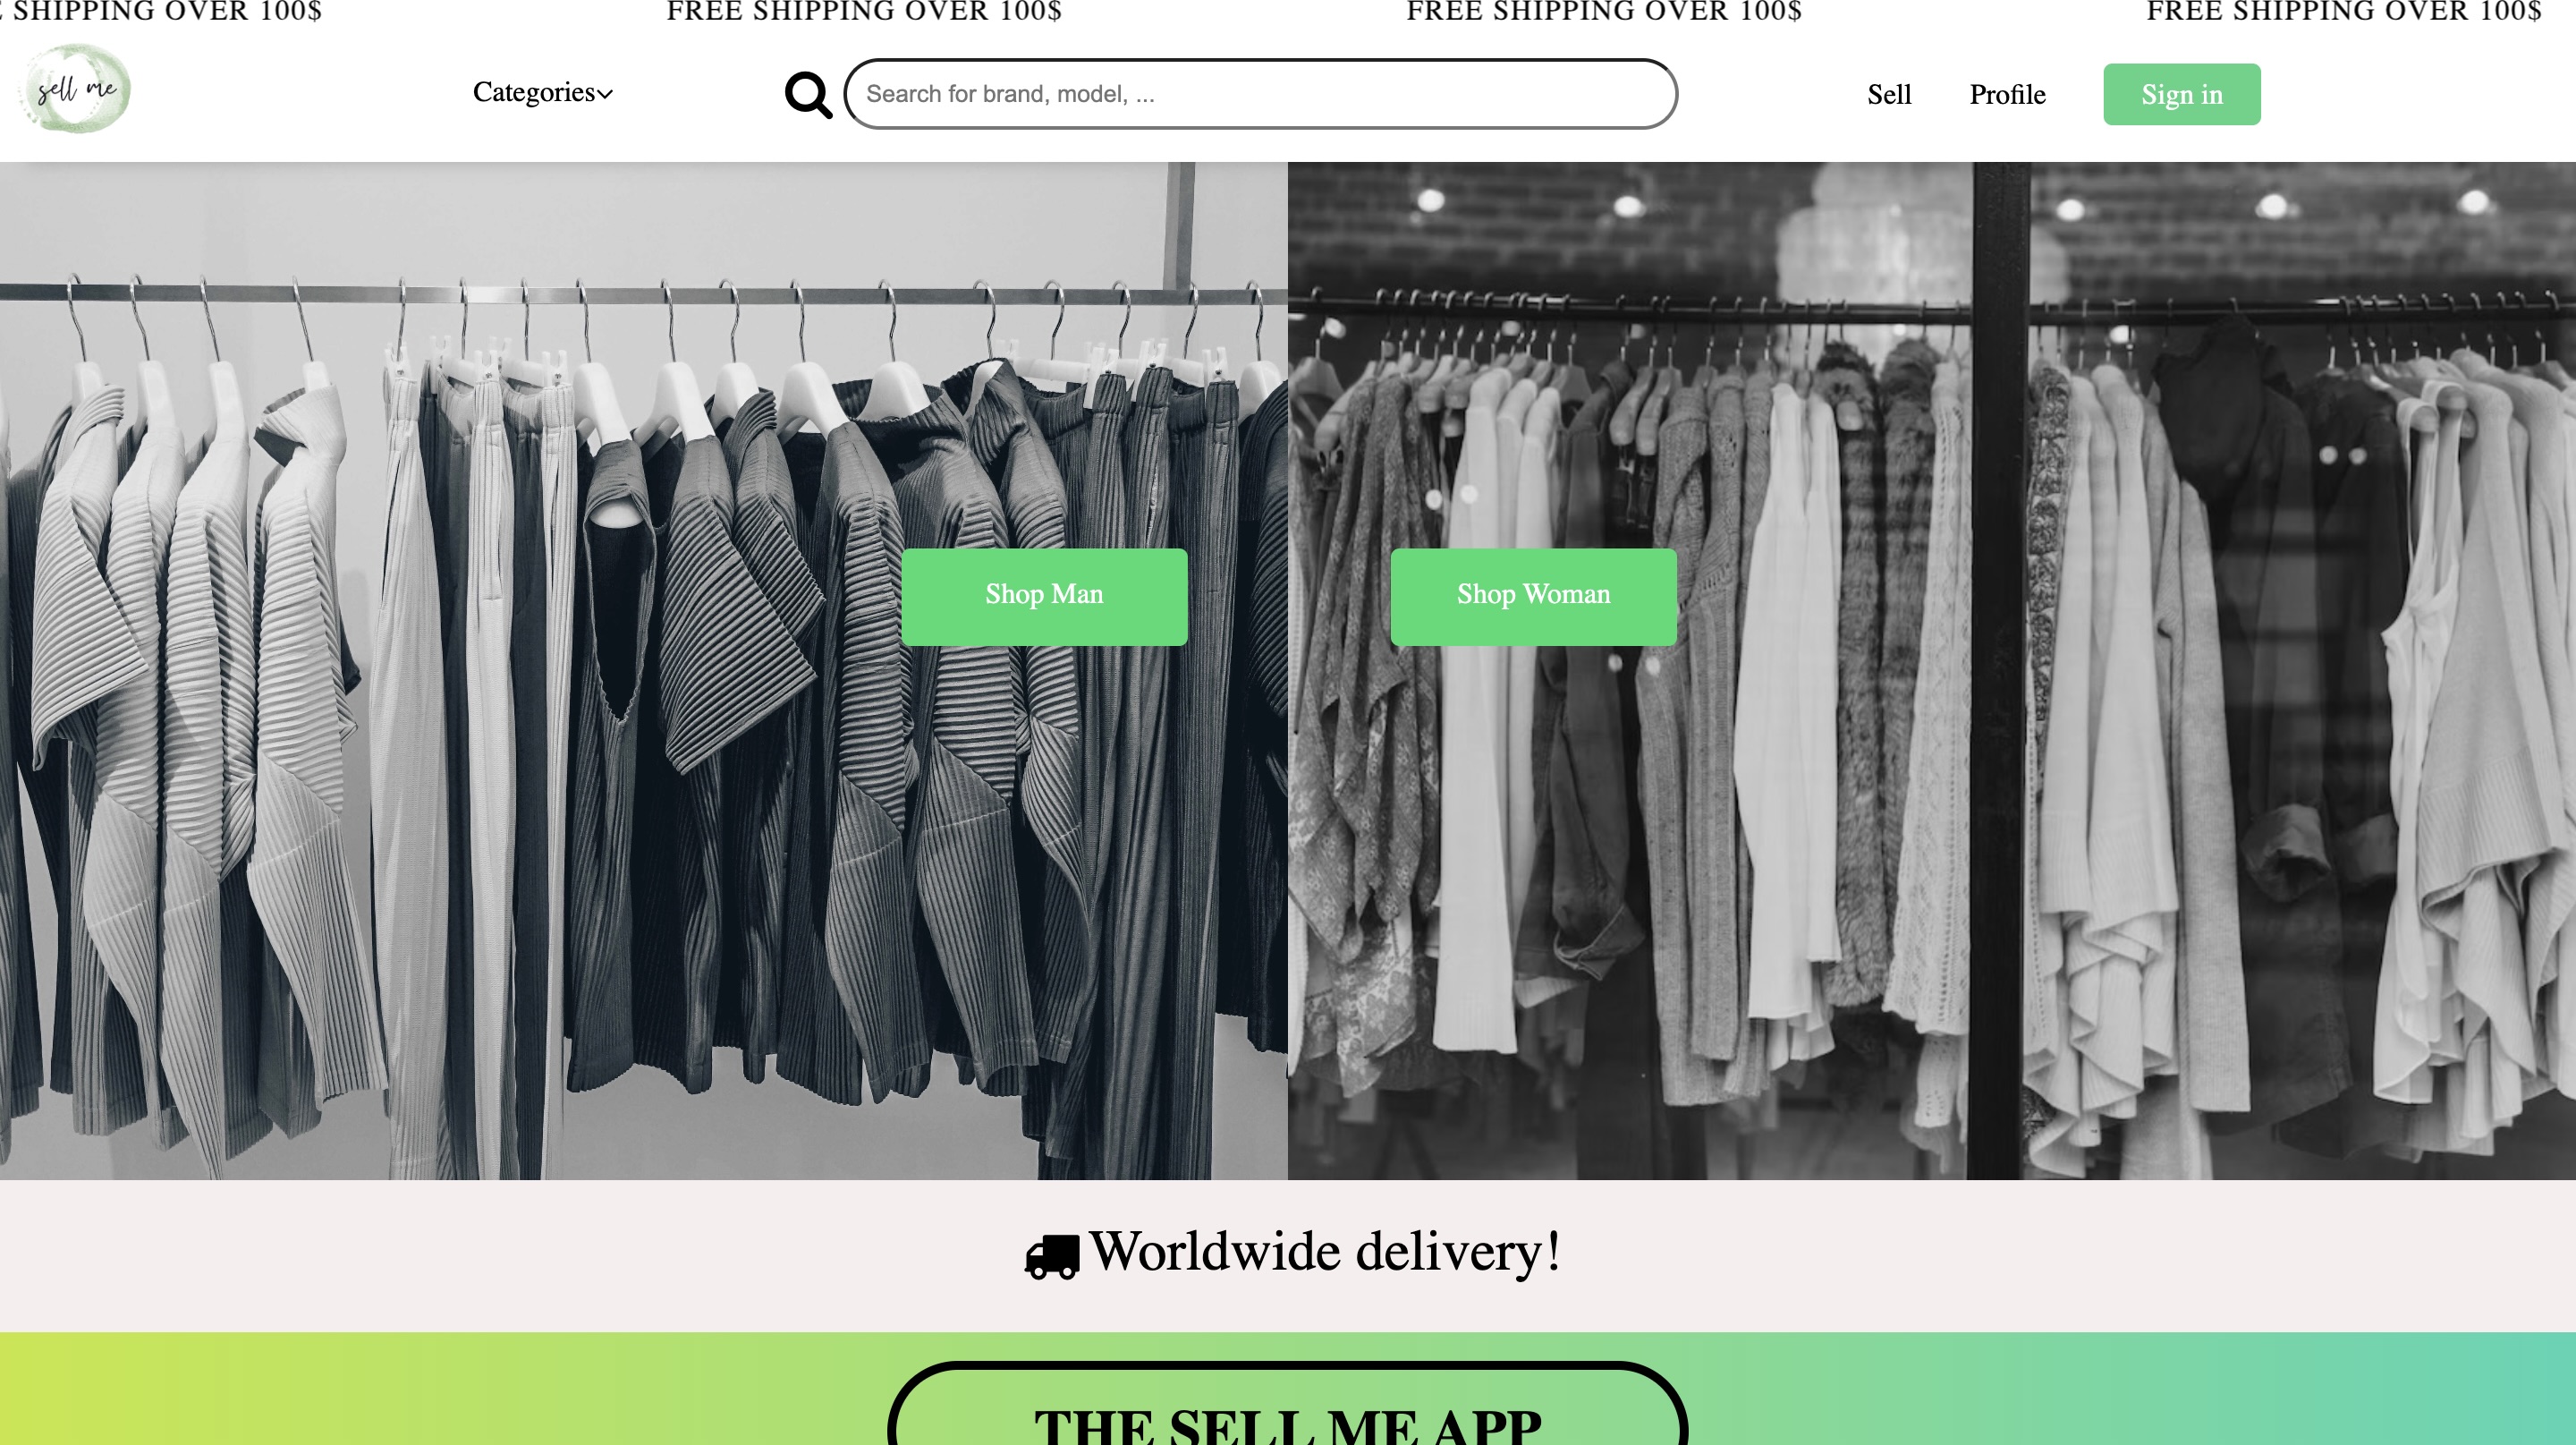 SHIPPING OVER 100$ FREE SHIPPING OVER 100$ FREE SHIPPING OVER 100$ FREE SHIPPING OVER 100$
sell me
Categories
Search for brand, model, ...
Sell
Profile
Sign in
Shop Man
Shop Woman
Worldwide delivery!
THE SELL ME APP